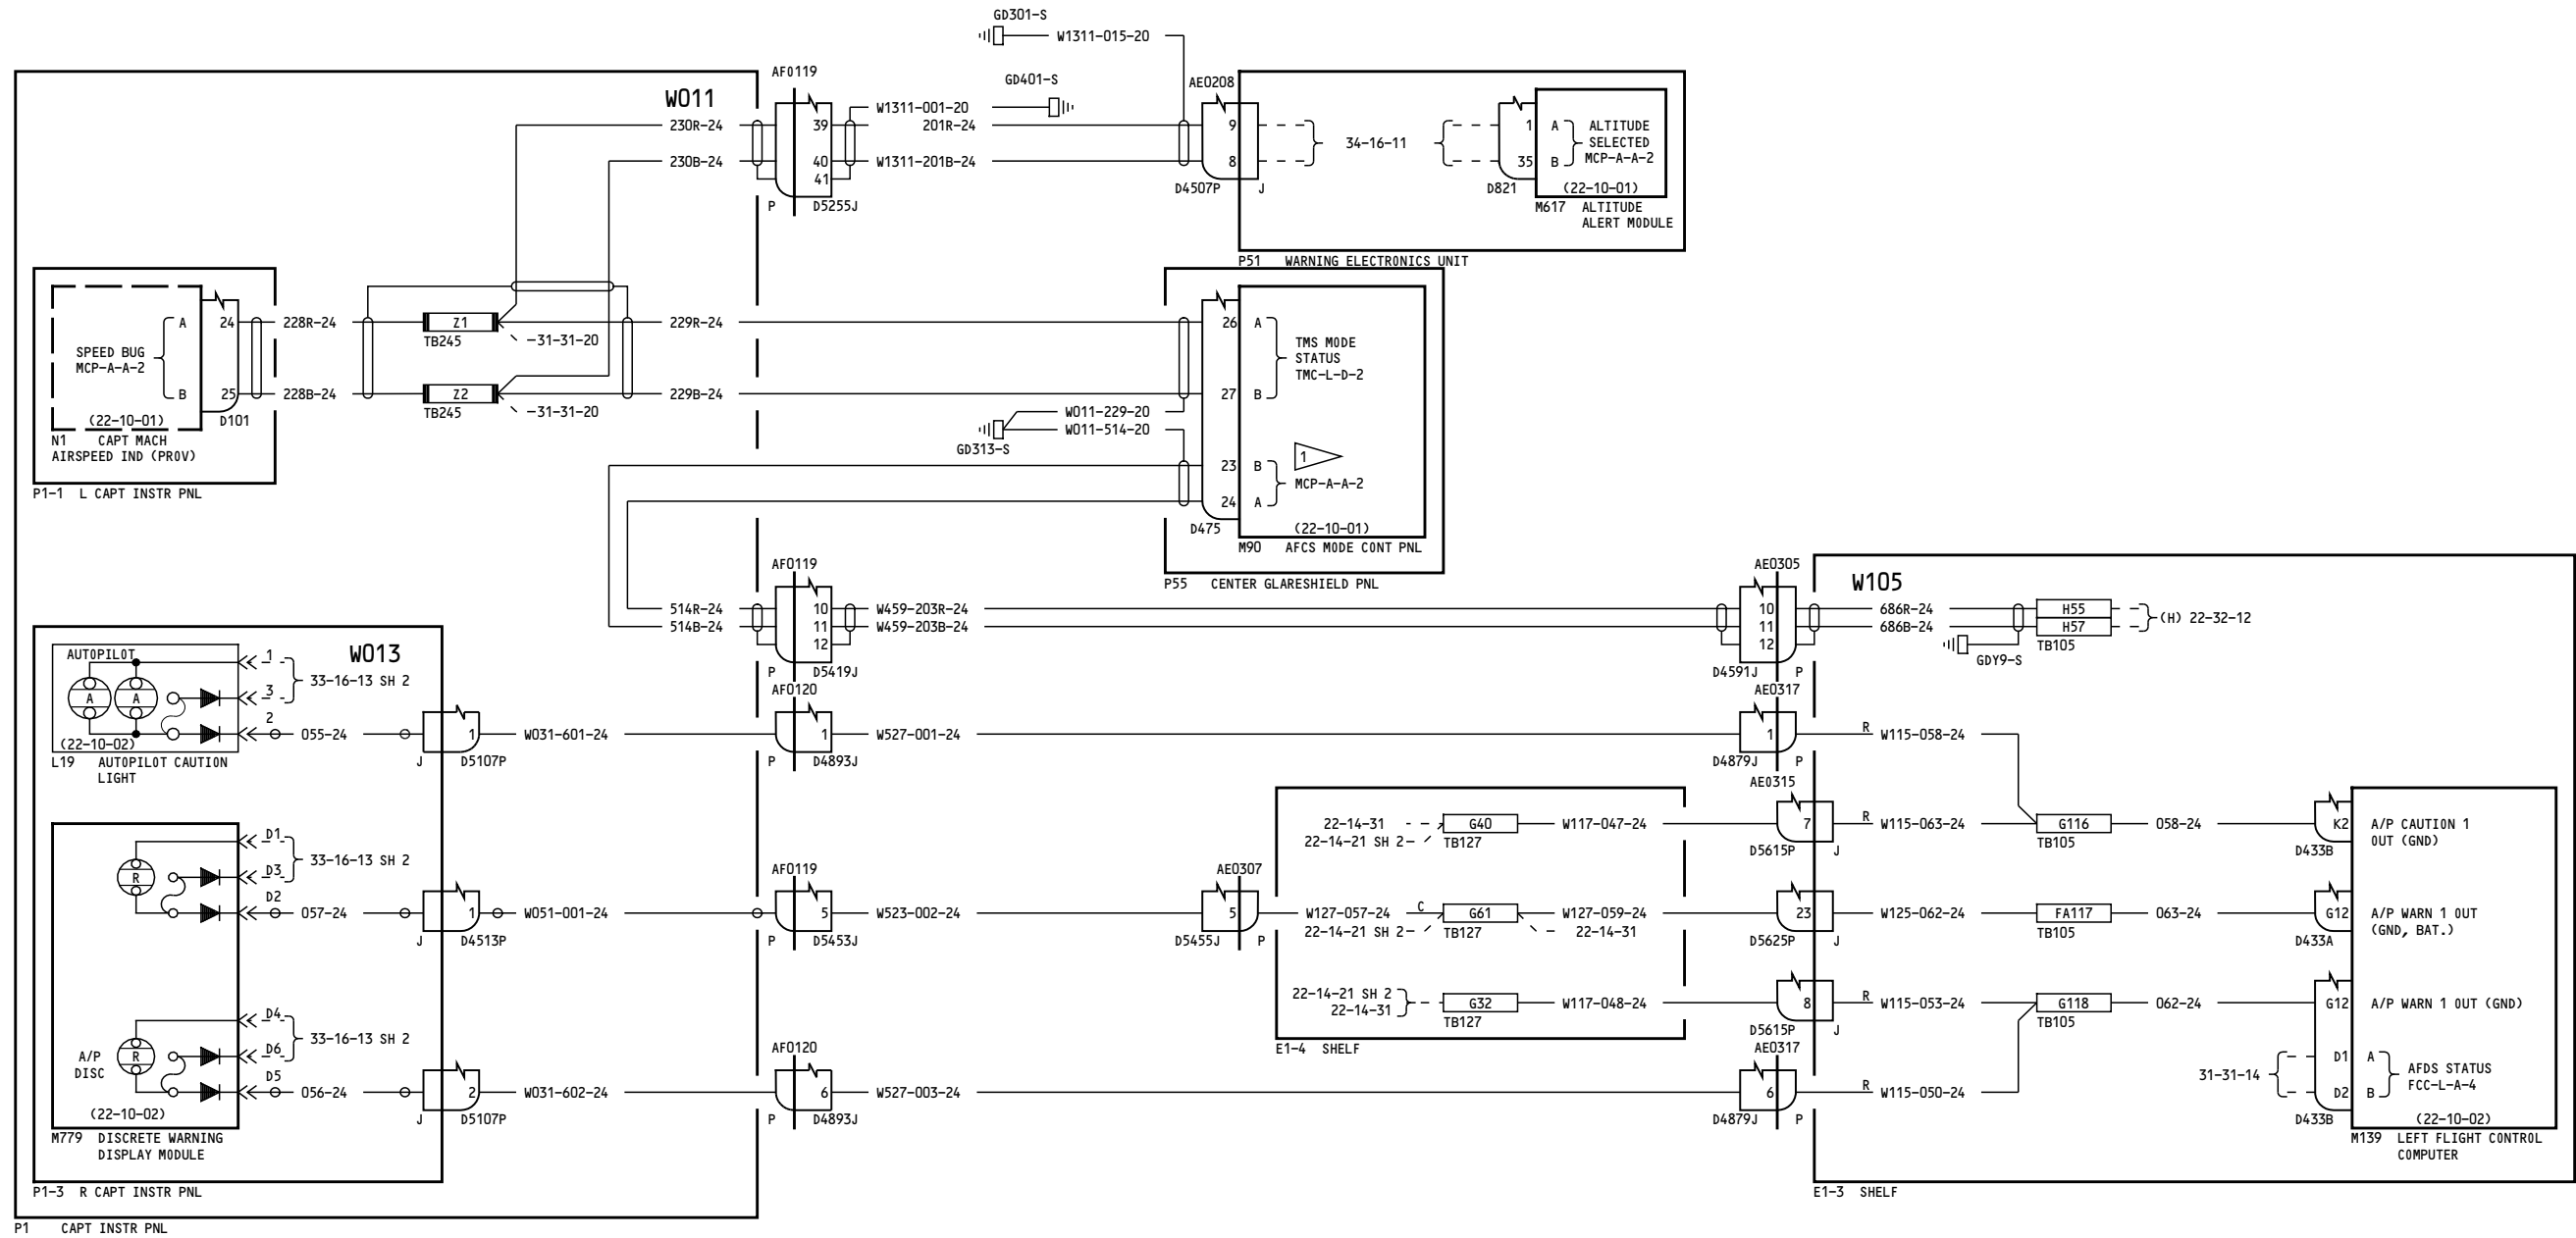 GD301-S
W1311-015-20
GD401-S
AF0119
AE0208
W011
W1311-001-20
230R-24
39
201R-24
9
34-16-11
1
A
ALTITUDE
SELECTED
MCP-A-A-2
230B-24
40
W1311-201B-24
8
35
B
41
P
D5255J
D4507P
J
D821
(22-10-01)
M617 ALTITUDE
ALERT MODULE
P51 WARNING ELECTRONICS UNIT
SPEED BUG
MCP-A-A-2
A
24
228R-24
Z1
TB245
-31-31-20
229R-24
26
A
TMS MODE
STATUS
TMC-L-D-2
B
25
228B-24
Z2
TB245
-31-31-20
229B-24
27
B
(22-10-01)
D101
N1 CAPT MACH
AIRSPEED IND (PROV)
P1-1 L CAPT INSTR PNL
W011-229-20
W011-514-20
GD313-S
1
23
B
MCP-A-A-2
24
A
D475
(22-10-01)
M90 AFCS MODE CONT PNL
P55 CENTER GLARESHIELD PNL
AF0119
AE0305
W105
514R-24
10
W459-203R-24
10
686R-24
H55
514B-24
11
W459-203B-24
11
686B-24
H57
(H) 22-32-12
12
12
TB105
GDY9-S
P
D5419J
D4591J
P
W013
AUTOPILOT
A
A
1
3
33-16-13 SH 2
2
(22-10-02)
L19 AUTOPILOT CAUTION
LIGHT
055-24
1
J
D5107P
W031-601-24
AF0120
1
P
D4893J
W527-001-24
AE0317
1
D4879J
P
R
W115-058-24
AE0315
22-14-31
22-14-21 SH 2
G40
TB127
W117-047-24
7
D5615P
J
R
W115-063-24
G116
TB105
058-24
K2
D433B
A/P CAUTION 1
OUT (GND)
R
D1
D3
33-16-13 SH 2
D2
057-24
1
J
D4513P
W051-001-24
AF0119
5
P
D5453J
W523-002-24
AE0307
5
D5455J
P
W127-057-24
C
22-14-21 SH 2
G61
TB127
W127-059-24
22-14-31
23
D5625P
J
W125-062-24
FA117
TB105
063-24
G12
D433A
A/P WARN 1 OUT
(GND, BAT.)
22-14-21 SH 2
22-14-31
G32
TB127
W117-048-24
8
D5615P
J
R
W115-053-24
G118
TB105
062-24
G12
A/P WARN 1 OUT (GND)
E1-4 SHELF
A/P
DISC
R
D4
D6
33-16-13 SH 2
D5
(22-10-02)
056-24
2
J
D5107P
W031-602-24
AF0120
6
P
D4893J
W527-003-24
AE0317
6
D4879J
P
R
W115-050-24
31-31-14
D1
A
D2
B
AFDS STATUS
FCC-L-A-4
D433B
(22-10-02)
M139 LEFT FLIGHT CONTROL
COMPUTER
M779 DISCRETE WARNING
DISPLAY MODULE
P1-3 R CAPT INSTR PNL
E1-3 SHELF
P1 CAPT INSTR PNL